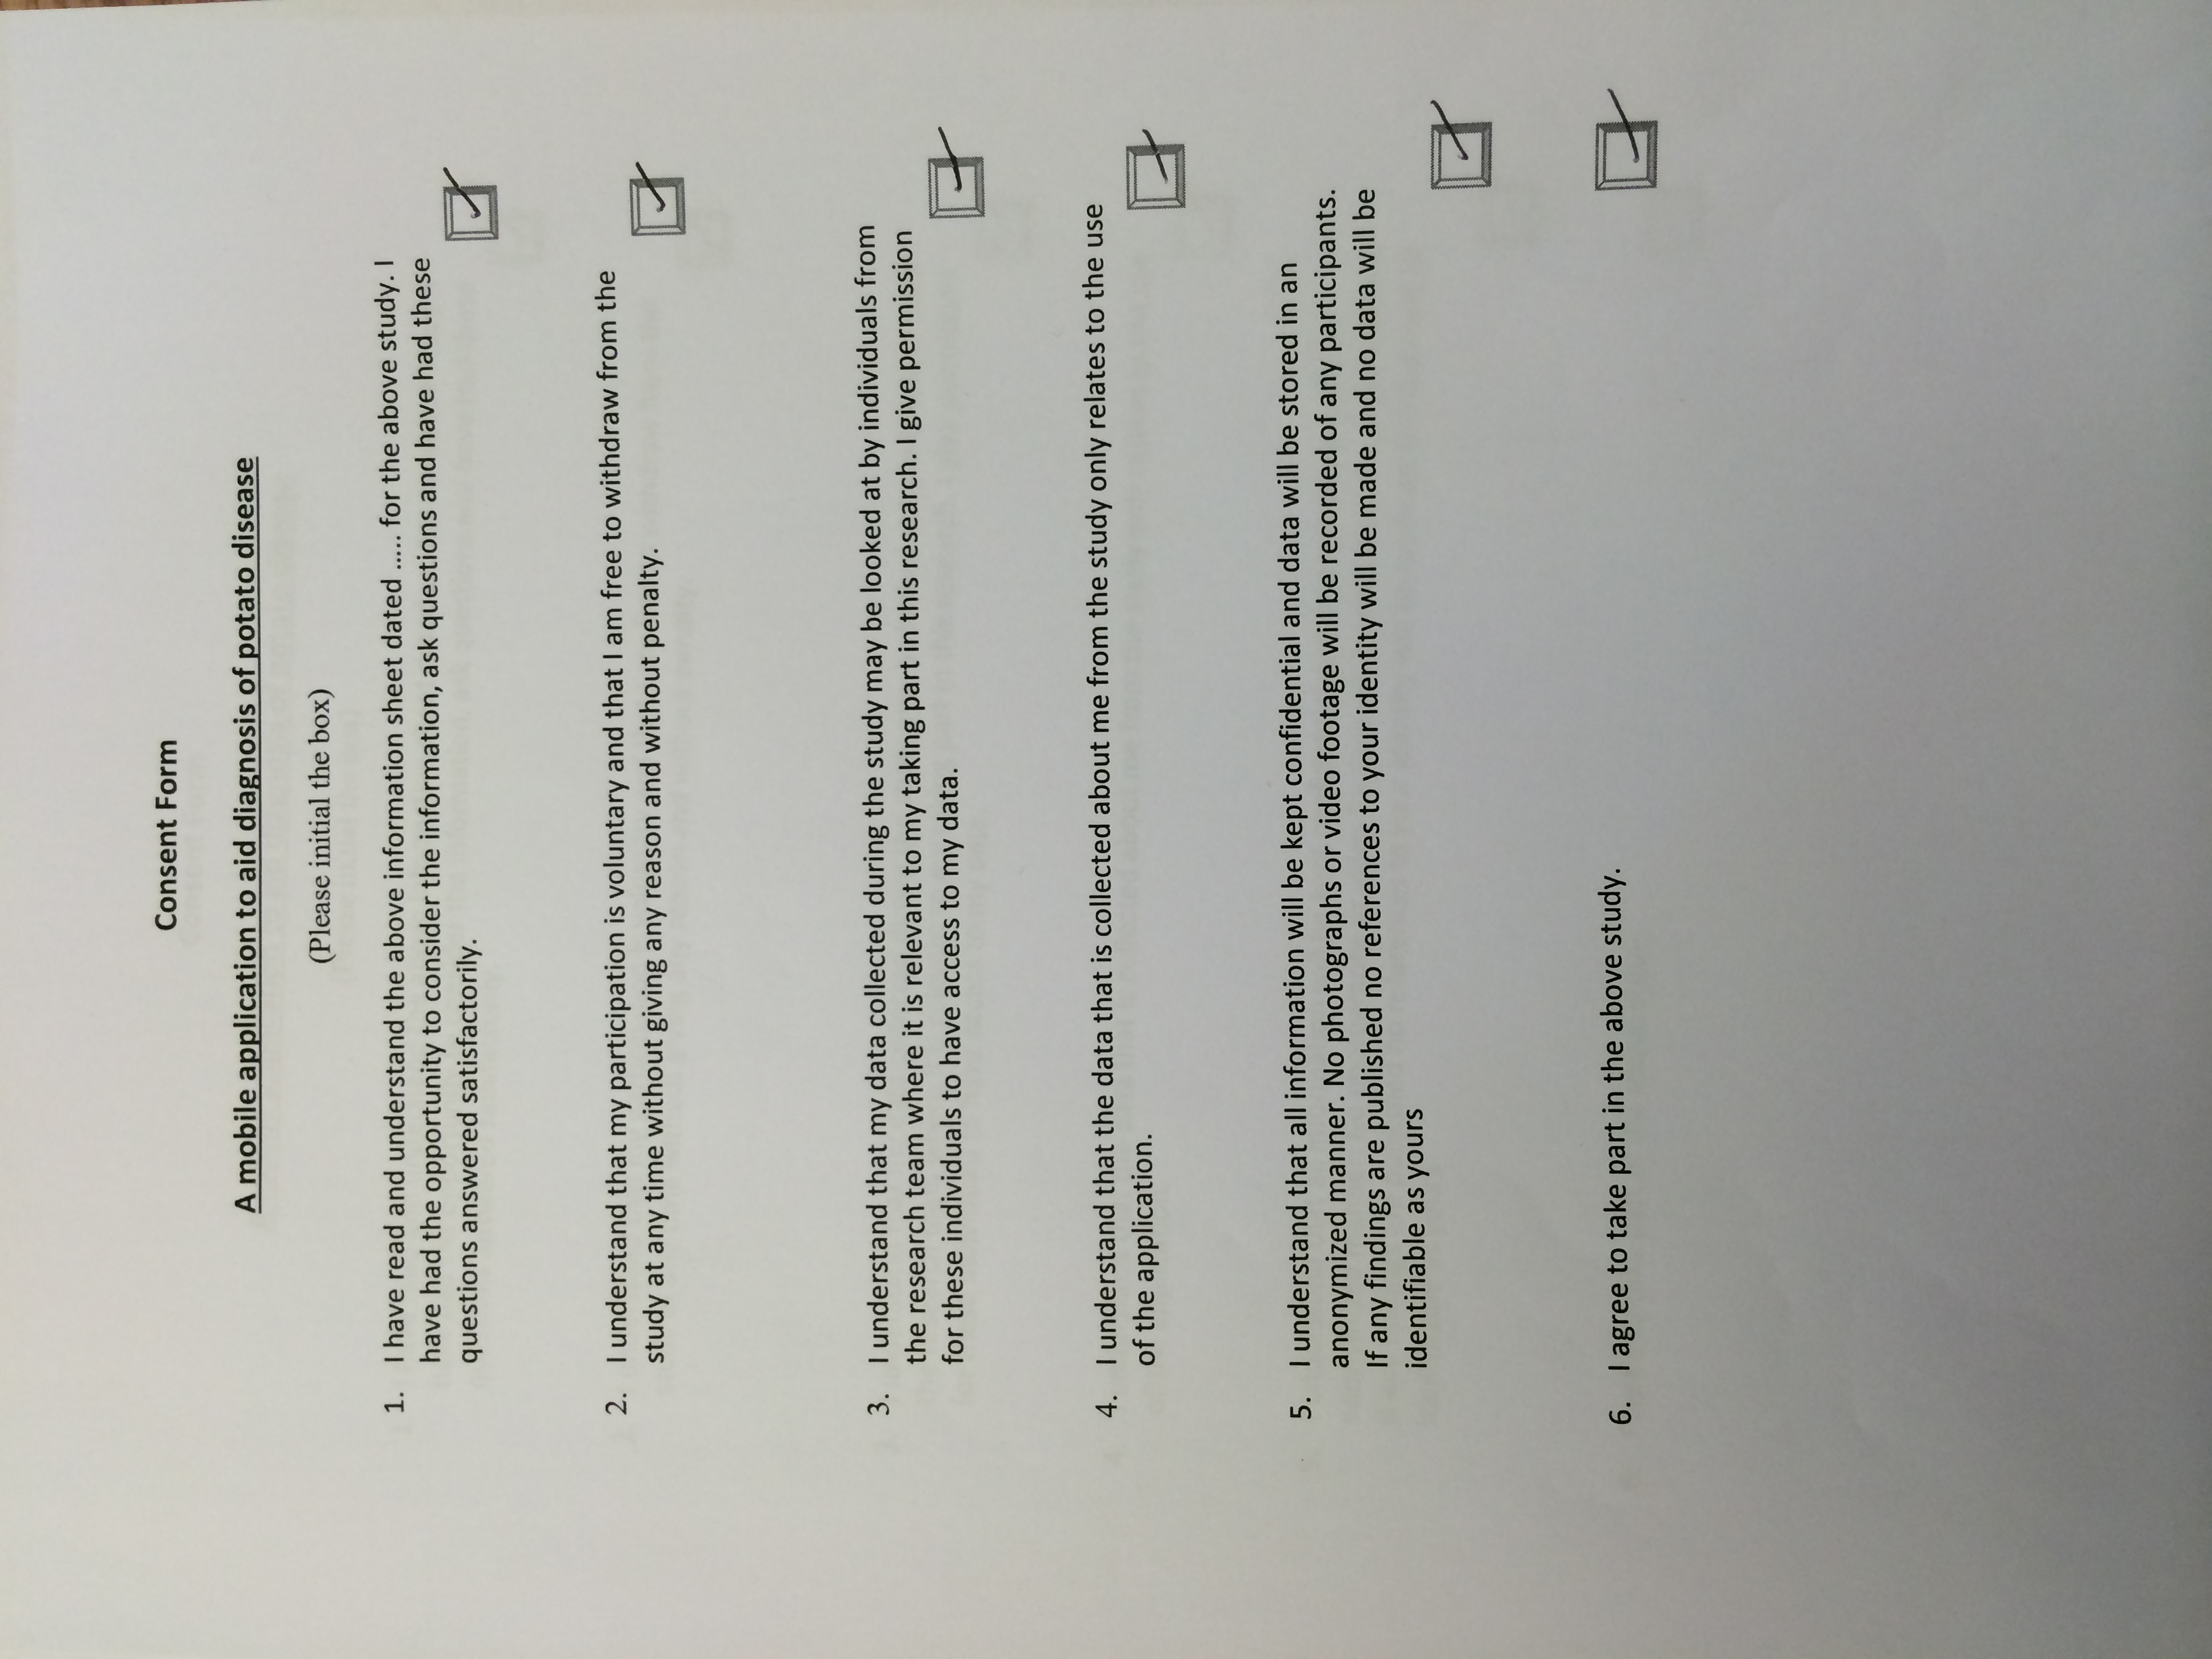 Consent Form
A mobile application to aid diagnosis of potato disease
(Please initial the box)
1. I have read and understand the above information sheet dated ..... for the above study. I
have had the opportunity to consider the information, ask questions and have had these
questions answered satisfactorily.
2. I understand that my participation is voluntary and that I am free to withdraw from the
study at any time without giving any reason and without penalty.
3. I understand that my data collected during the study may be looked at by individuals from
the research team where it is relevant to my taking part in this research. I give permission
for these individuals to have access to my data.
4. I understand that the data that is collected about me from the study only relates to the use
of the application.
5. I understand that all information will be kept confidential and data will be stored in an
anonymized manner. No photographs or video footage will be recorded of any participants.
If any findings are published no references to your identity will be made and no data will be
identifiable as yours
6. I agree to take part in the above study.